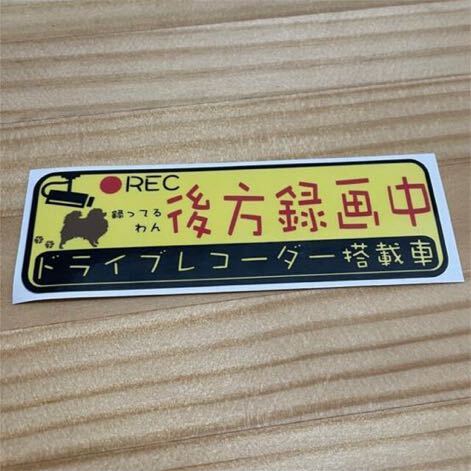 REC
録ってる
わん
後方録画中
ドライブレコーダー搭載車